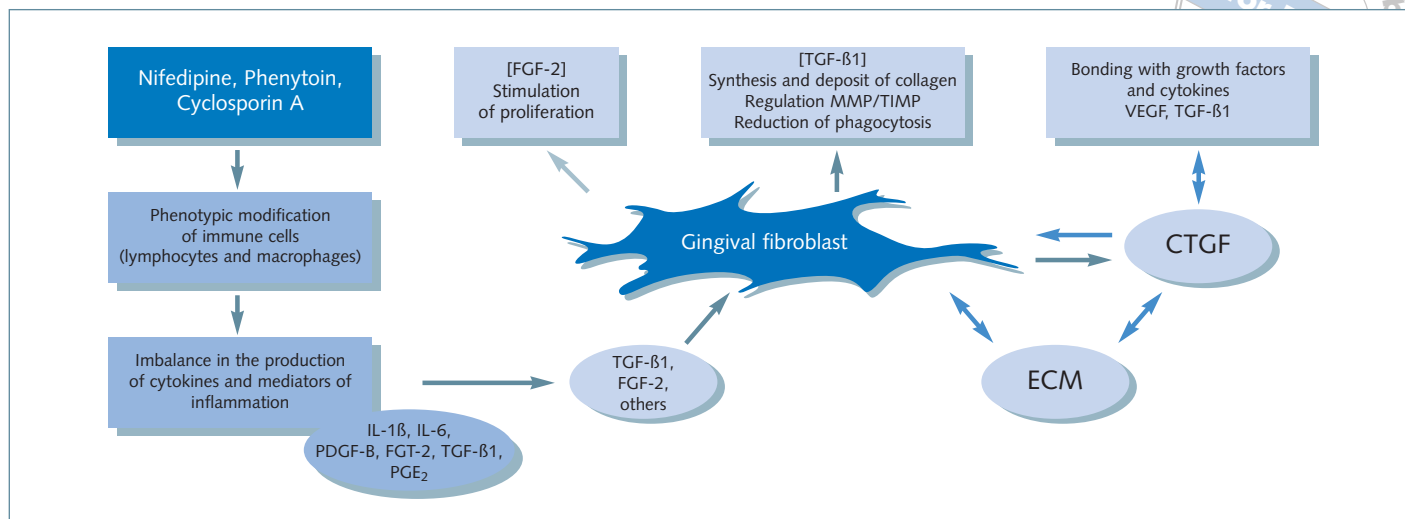 Nifedipine, Phenytoin,
Cyclosporin A
[FGF-2]
Stimulation
of proliferation
[TGF-ß1]
Synthesis and deposit of collagen
Regulation MMP/TIMP
Reduction of phagocytosis
Bonding with growth factors
and cytokines
VEGF, TGF-ß1
Phenotypic modification
of immune cells
(lymphocytes and macrophages)
Gingival fibroblast
CTGF
Imbalance in the production
of cytokines and mediators of
inflammation
TGF-ß1,
FGF-2,
others
ECM
IL-1ß, IL-6,
PDGF-B, FGT-2, TGF-ß1,
PGE₂